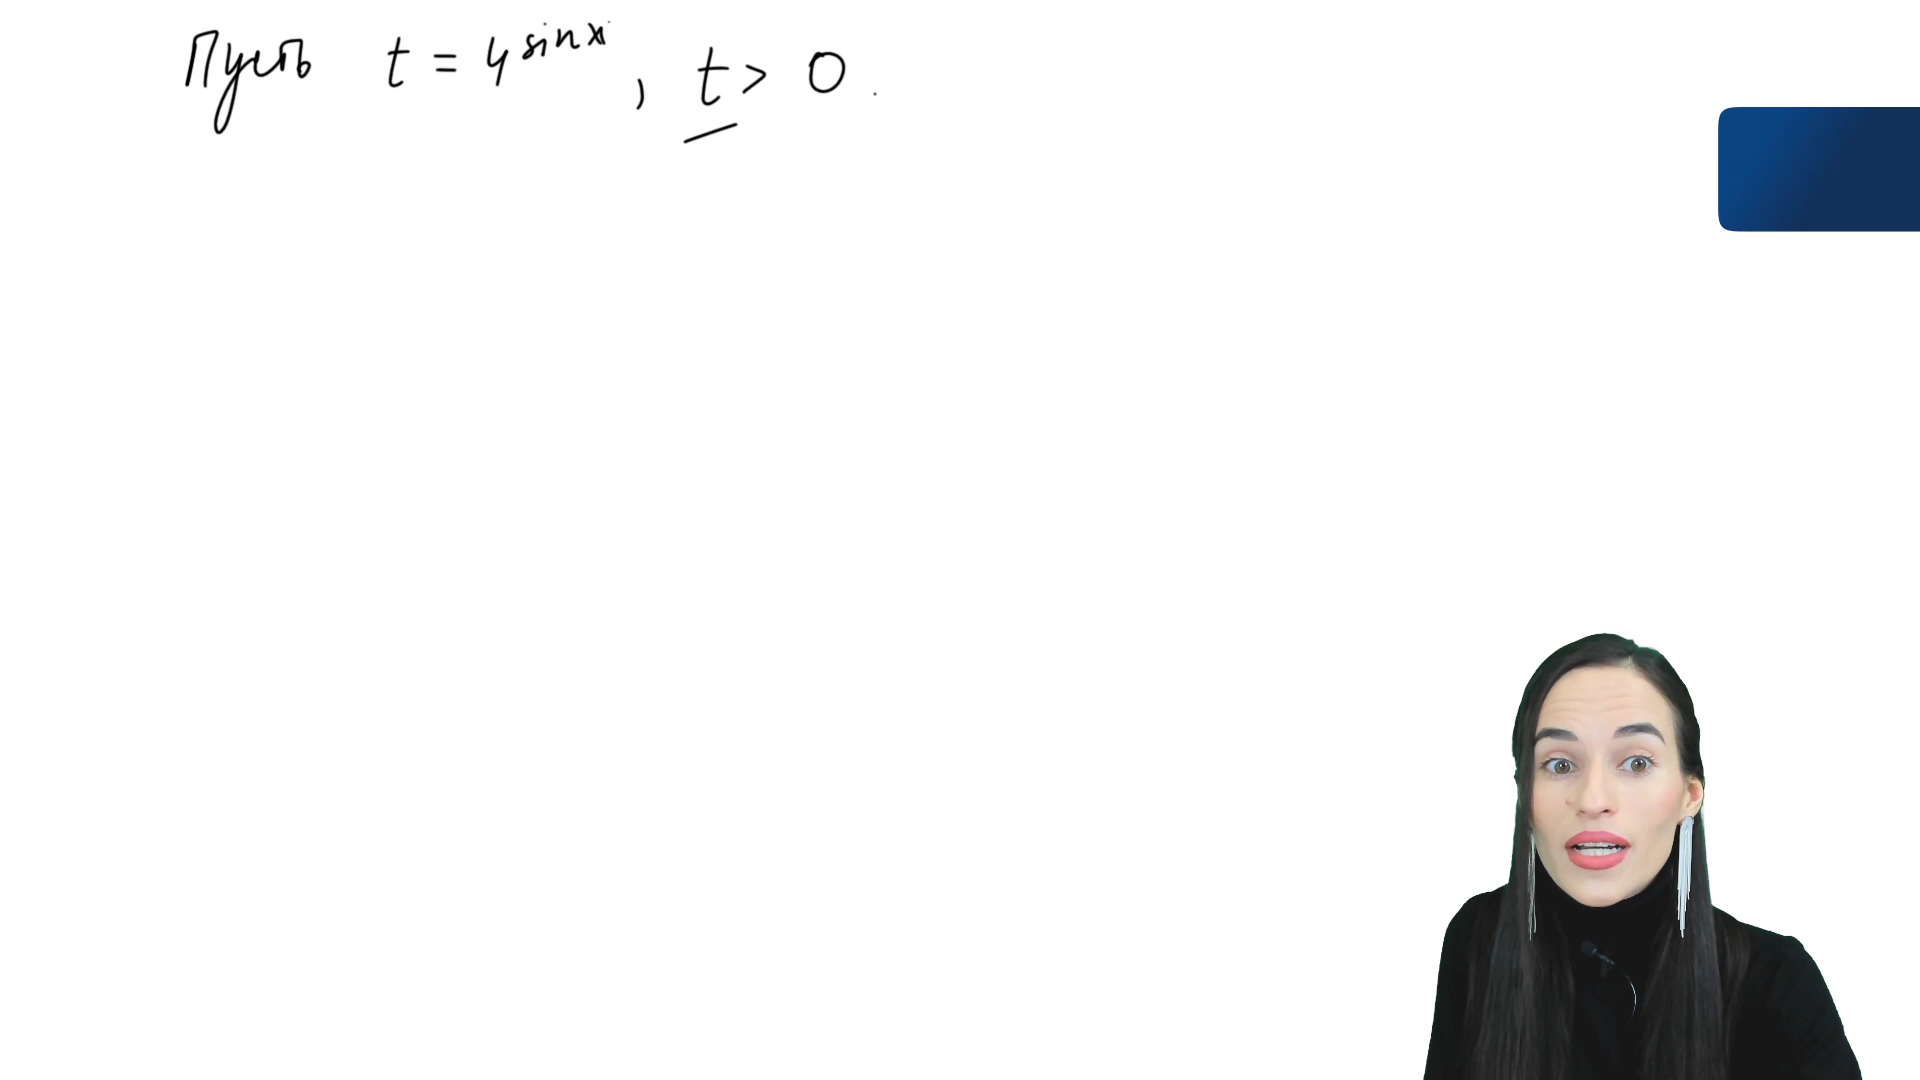 Пусть t = 4^sinx, t > 0.